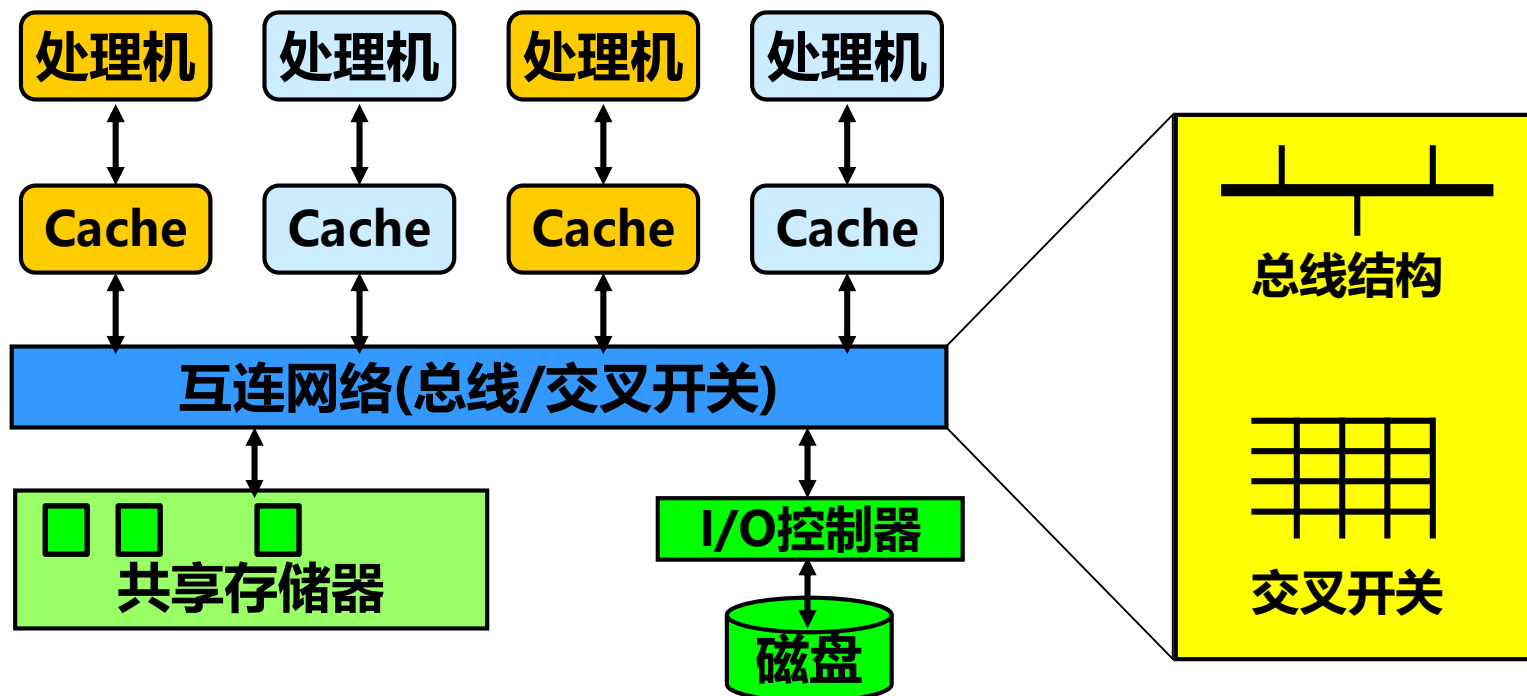 处理机
处理机
处理机
处理机
Cache
Cache
Cache
Cache
互连网络(总线/交叉开关)
共享存储器
I/O控制器
磁盘
总线结构
交叉开关